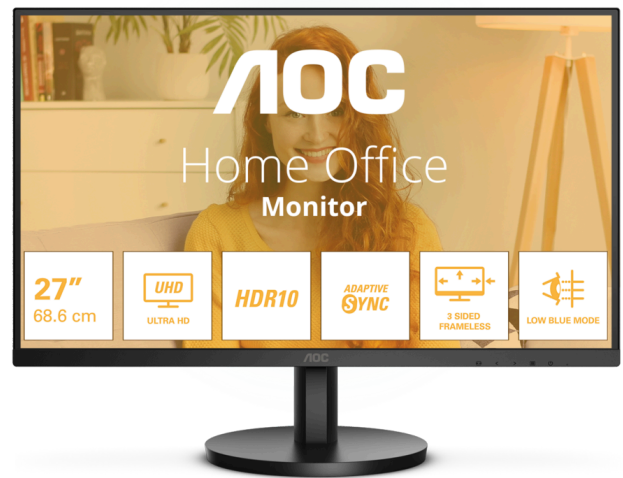 AOC
Home Office
Monitor
27"
68.6 cm
UHD
ULTRA HD
HDR10
ADAPTIVE
SYNC
3 SIDED
FRAMELESS
LOW BLUE MODE
AOC